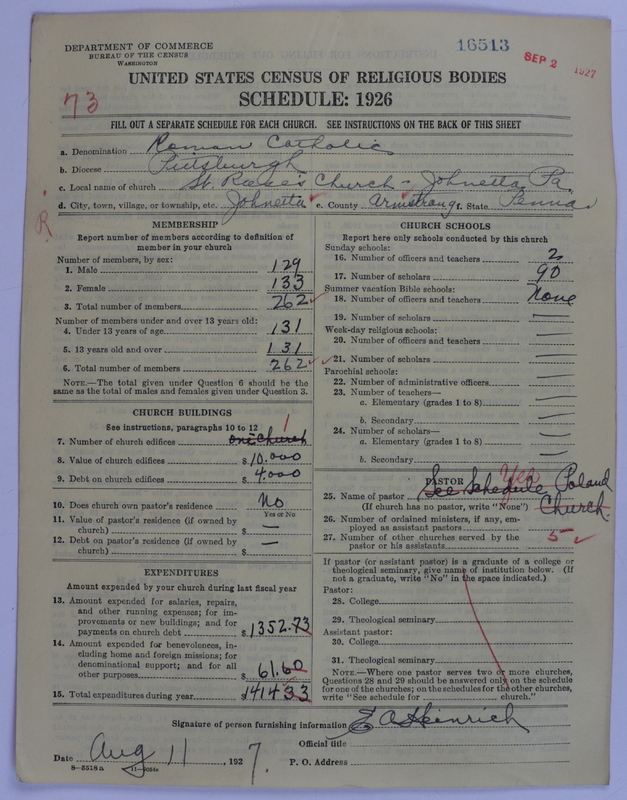 DEPARTMENT OF COMMERCE
BUREAU OF THE CENSUS
WASHINGTON
16513
SEP 2 1927
UNITED STATES CENSUS OF RELIGIOUS BODIES
SCHEDULE: 1926
73
FILL OUT A SEPARATE SCHEDULE FOR EACH CHURCH. SEE INSTRUCTIONS ON THE BACK OF THIS SHEET
a. Denomination Roman Catholic
b. Diocese Pittsburgh
c. Local name of church St. Church - Johnetta Pa.
d. City, town, village, or township, etc. Johnetta e. County Armstrong f. State Penna
R
MEMBERSHIP
Report number of members according to definition of
member in your church
Number of members, by sex:
1. Male 129
2. Female 133
3. Total number of members 262
Number of members under and over 13 years old:
4. Under 13 years of age 131
5. 13 years old and over 131
6. Total number of members 262
NOTE.—The total given under Question 6 should be the
same as the total of males and females given under Question 3.
CHURCH BUILDINGS
See instructions, paragraphs 10 to 12
7. Number of church edifices one church 1
8. Value of church edifices $ 10.000
9. Debt on church edifices $ 4.000
10. Does church own pastor's residence No
Yes or No
11. Value of pastor's residence (if owned by
church) $ —
12. Debt on pastor's residence (if owned by
church) $ —
EXPENDITURES
Amount expended by your church during last fiscal year
13. Amount expended for salaries, repairs,
and other running expenses; for im-
provements or new buildings; and for
payments on church debt $ 1352.73
14. Amount expended for benevolences, in-
cluding home and foreign missions; for
denominational support; and for all
other purposes $ 61.60
15. Total expenditures during year $ 1414 33
CHURCH SCHOOLS
Report here only schools conducted by this church
Sunday schools:
16. Number of officers and teachers 2
17. Number of scholars 90
Summer vacation Bible schools:
18. Number of officers and teachers None
19. Number of scholars —
Week-day religious schools:
20. Number of officers and teachers —
21. Number of scholars —
Parochial schools:
22. Number of administrative officers —
23. Number of teachers—
a. Elementary (grades 1 to 8) —
b. Secondary —
24. Number of scholars—
a. Elementary (grades 1 to 8) —
b. Secondary —
PASTOR Yes
25. Name of pastor See Schedule Poland
(If church has no pastor, write "None") Church.
26. Number of ordained ministers, if any, em-
ployed as assistant pastors
27. Number of other churches served by the
pastor or his assistants 5
If pastor (or assistant pastor) is a graduate of a college or
theological seminary, give name of institution below. (If
not a graduate, write "No" in the space indicated.)
Pastor:
28. College
29. Theological seminary
Assistant pastor:
30. College
31. Theological seminary
NOTE.—Where one pastor serves two or more churches,
Questions 28 and 29 should be answered only on the schedule
for one of the churches; on the schedules for the other churches,
write "See schedule for church."
Signature of person furnishing information E A Heinrich
Official title
Date Aug 11, 1927. P. O. Address
8—5518a 11—9054a